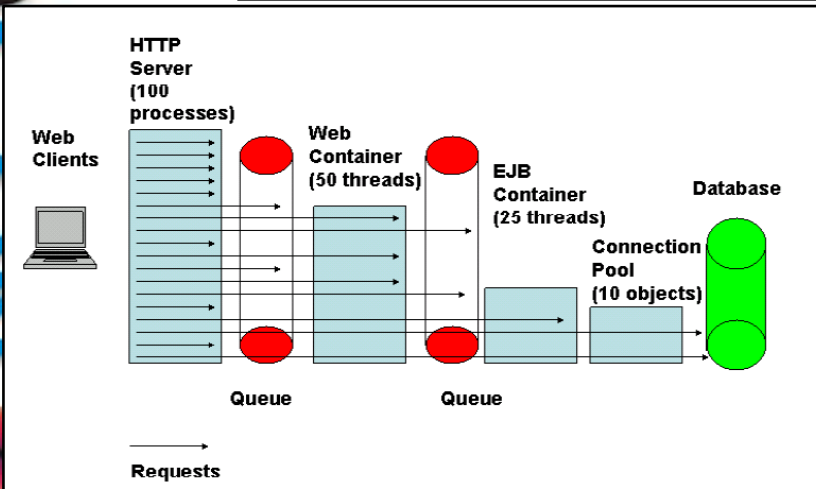 HTTP
Server
(100
processes)
Web
Clients
Web
Container
(50 threads)
EJB
Container
(25 threads)
Database
Connection
Pool
(10 objects)
Queue
Queue
Requests